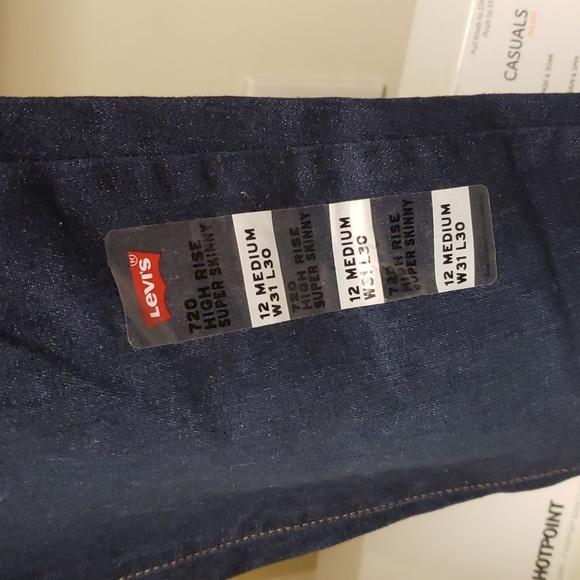 Levi's®
720
HIGH RISE
SUPER SKINNY
12 MEDIUM
W31 L30
720
HIGH RISE
SUPER SKINNY
12 MEDIUM
W31 L30
720
HIGH RISE
SUPER SKINNY
12 MEDIUM
W31 L30
CASUALS
HOTPOINT